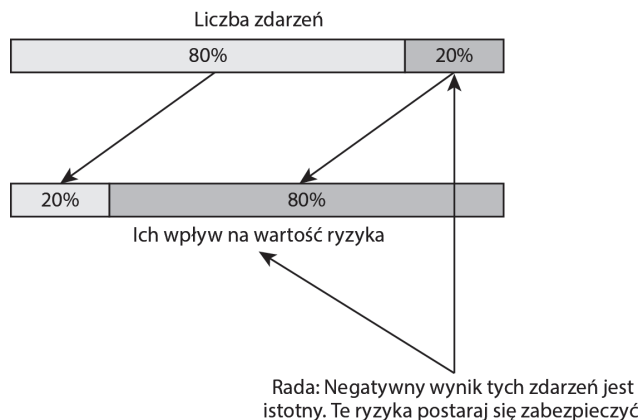 Liczba zdarzeń
80%
20%
20%
80%
Ich wpływ na wartość ryzyka
Rada: Negatywny wynik tych zdarzeń jest
istotny. Te ryzyka postaraj się zabezpieczyć